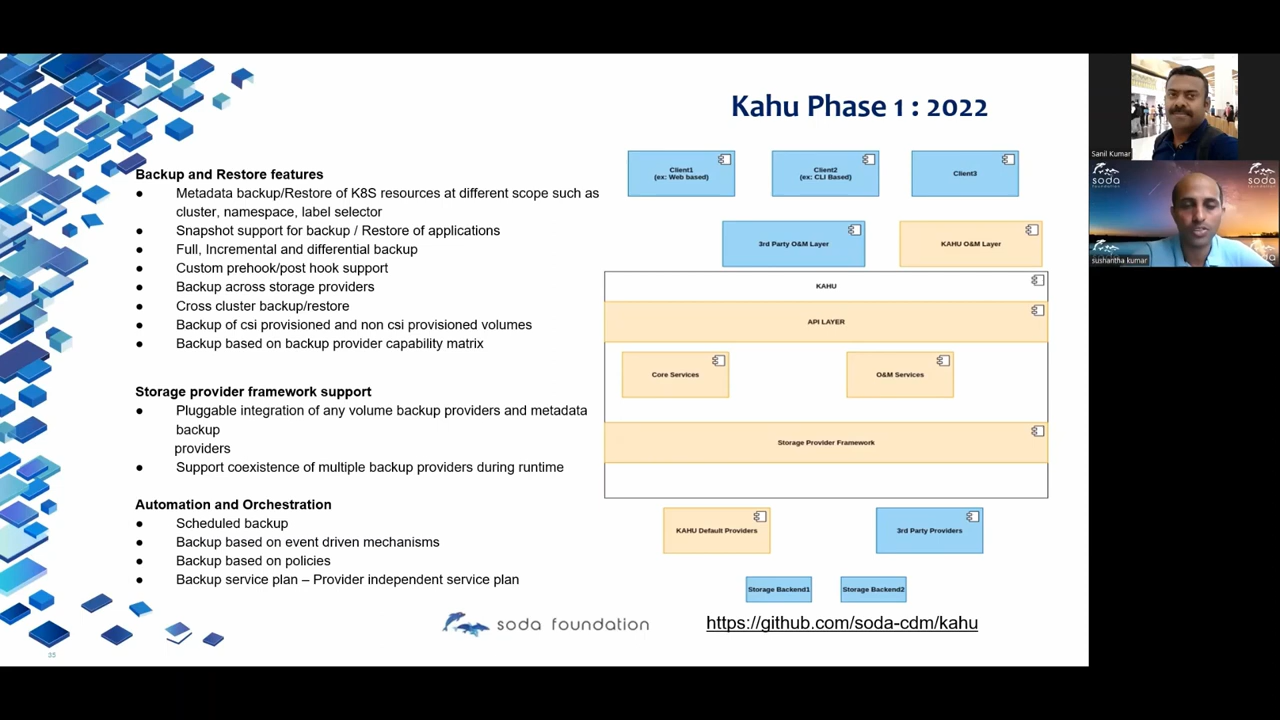 Kahu Phase 1 : 2022
Backup and Restore features
● Metadata backup/Restore of K8S resources at different scope such as
cluster, namespace, label selector
● Snapshot support for backup / Restore of applications
● Full, Incremental and differential backup
● Custom prehook/post hook support
● Backup across storage providers
● Cross cluster backup/restore
● Backup of csi provisioned and non csi provisioned volumes
● Backup based on backup provider capability matrix
Storage provider framework support
● Pluggable integration of any volume backup providers and metadata
backup
providers
● Support coexistence of multiple backup providers during runtime
Automation and Orchestration
● Scheduled backup
● Backup based on event driven mechanisms
● Backup based on policies
● Backup service plan – Provider independent service plan
Client1
(ex: Web based)
Client2
(ex: CLI Based)
Client3
3rd Party O&M Layer
KAHU O&M Layer
KAHU
API LAYER
Core Services
O&M Services
Storage Provider Framework
KAHU Default Providers
3rd Party Providers
Storage Backend1
Storage Backend2
soda foundation
https://github.com/soda-cdm/kahu
35
Sanil Kumar
soda
foundation
soda
sushantha kumar